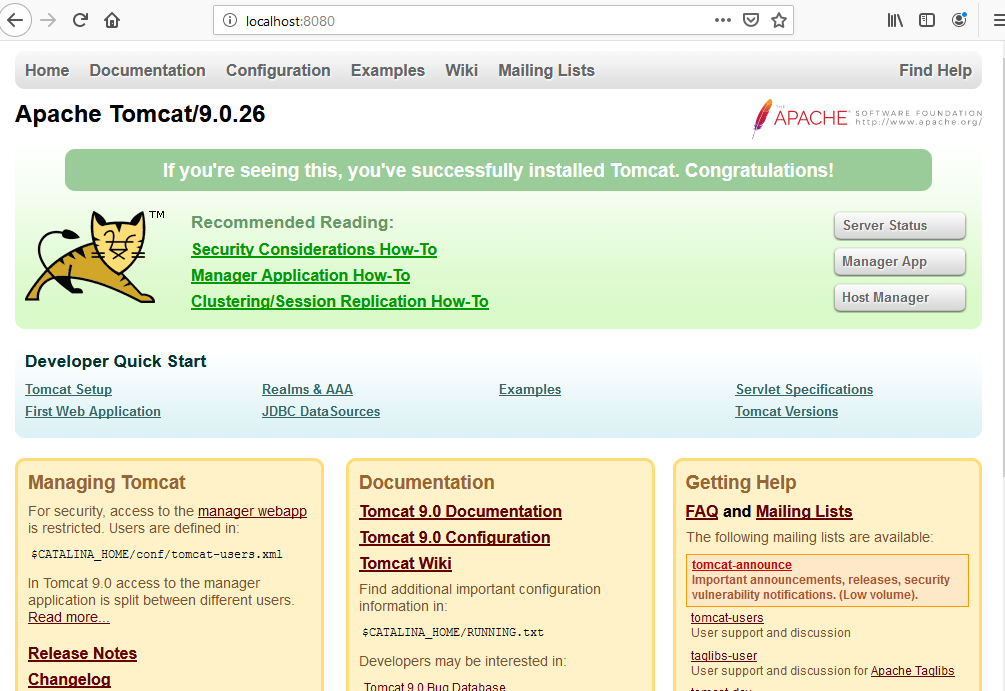 localhost:8080
Home Documentation Configuration Examples Wiki Mailing Lists Find Help
Apache Tomcat/9.0.26
THE
APACHE
SOFTWARE FOUNDATION
http://www.apache.org/
If you're seeing this, you've successfully installed Tomcat. Congratulations!
TM
Recommended Reading:
Security Considerations How-To
Manager Application How-To
Clustering/Session Replication How-To
Server Status
Manager App
Host Manager
Developer Quick Start
Tomcat Setup
First Web Application
Realms & AAA
JDBC DataSources
Examples
Servlet Specifications
Tomcat Versions
Managing Tomcat
For security, access to the manager webapp
is restricted. Users are defined in:
$CATALINA_HOME/conf/tomcat-users.xml
In Tomcat 9.0 access to the manager
application is split between different users.
Read more...
Release Notes
Changelog
Documentation
Tomcat 9.0 Documentation
Tomcat 9.0 Configuration
Tomcat Wiki
Find additional important configuration
information in:
$CATALINA_HOME/RUNNING.txt
Developers may be interested in:
Tomcat 9.0 Bug Database
Getting Help
FAQ and Mailing Lists
The following mailing lists are available:
tomcat-announce
Important announcements, releases, security
vulnerability notifications. (Low volume).
tomcat-users
User support and discussion
taglibs-user
User support and discussion for Apache Taglibs
tomcat-dev